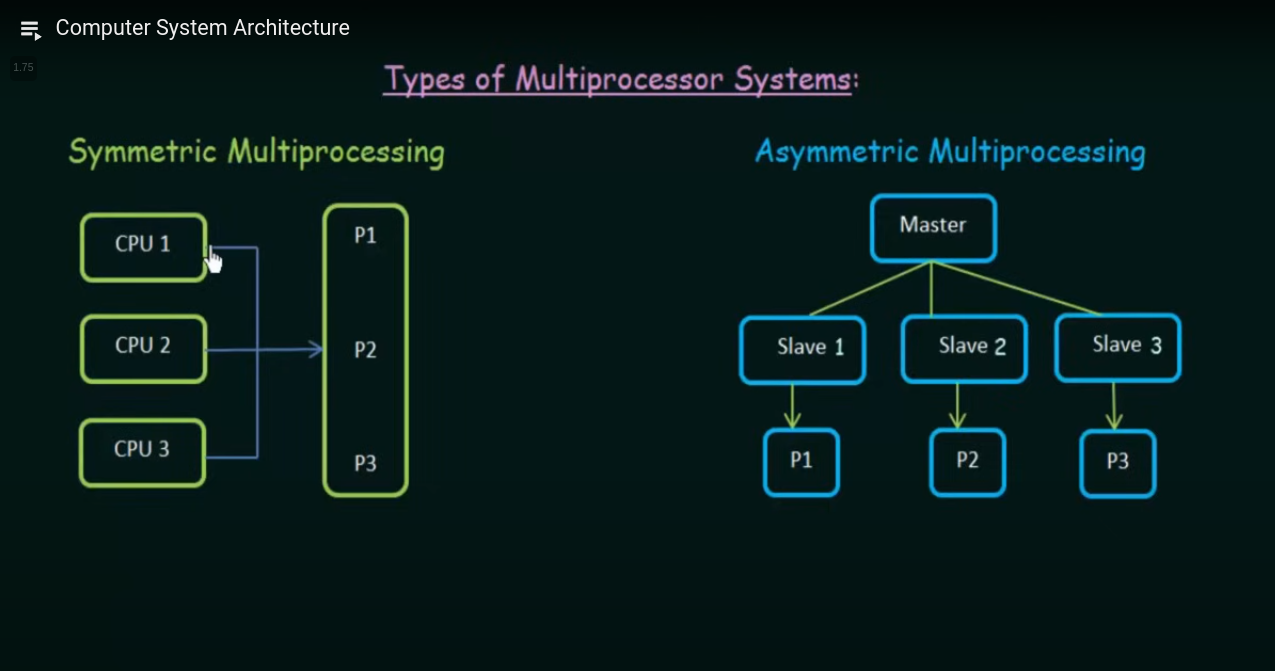 Computer System Architecture
1.75
Types of Multiprocessor Systems:
Symmetric Multiprocessing
CPU 1
CPU 2
CPU 3
P1
P2
P3
Asymmetric Multiprocessing
Master
Slave 1
Slave 2
Slave 3
P1
P2
P3